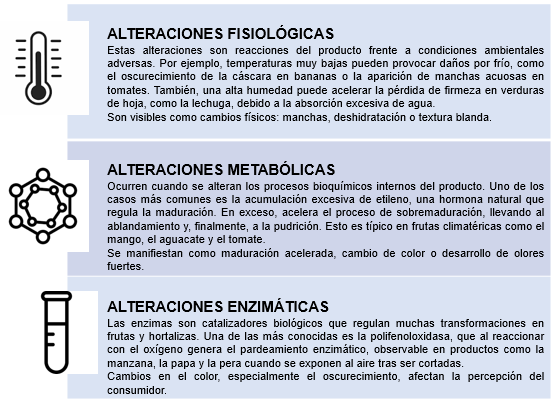 ALTERACIONES FISIOLÓGICAS
Estas alteraciones son reacciones del producto frente a condiciones ambientales
adversas. Por ejemplo, temperaturas muy bajas pueden provocar daños por frío, como
el oscurecimiento de la cáscara en bananas o la aparición de manchas acuosas en
tomates. También, una alta humedad puede acelerar la pérdida de firmeza en verduras
de hoja, como la lechuga, debido a la absorción excesiva de agua.
Son visibles como cambios físicos: manchas, deshidratación o textura blanda.
ALTERACIONES METABÓLICAS
Ocurren cuando se alteran los procesos bioquímicos internos del producto. Uno de los
casos más comunes es la acumulación excesiva de etileno, una hormona natural que
regula la maduración. En exceso, acelera el proceso de sobremaduración, llevando al
ablandamiento y, finalmente, a la pudrición. Esto es típico en frutas climatéricas como el
mango, el aguacate y el tomate.
Se manifiestan como maduración acelerada, cambio de color o desarrollo de olores
fuertes.
ALTERACIONES ENZIMÁTICAS
Las enzimas son catalizadores biológicos que regulan muchas transformaciones en
frutas y hortalizas. Una de las más conocidas es la polifenoloxidasa, que al reaccionar
con el oxígeno genera el pardeamiento enzimático, observable en productos como la
manzana, la papa y la pera cuando se exponen al aire tras ser cortadas.
Cambios en el color, especialmente el oscurecimiento, afectan la percepción del
consumidor.